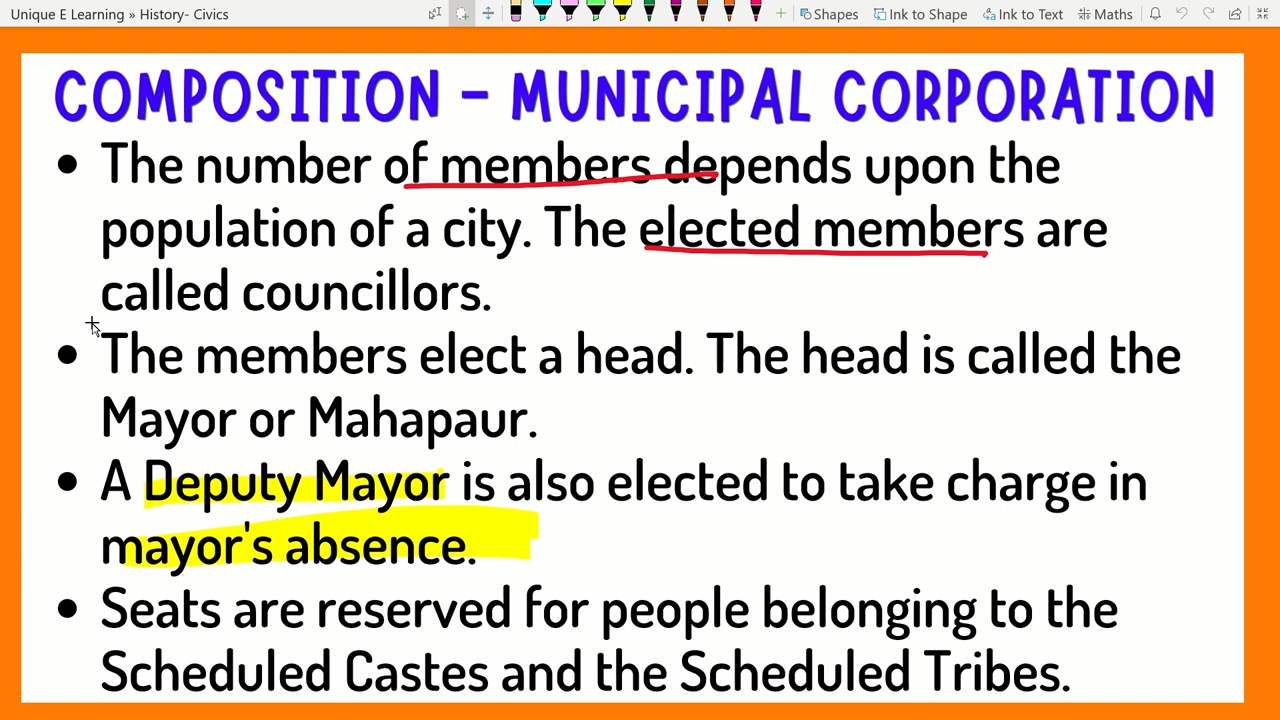 Unique E Learning » History- Civics
Shapes Ink to Shape Ink to Text Maths
COMPOSITION - MUNICIPAL CORPORATION
• The number of members depends upon the
population of a city. The elected members are
called councillors.
• The members elect a head. The head is called the
Mayor or Mahapaur.
• A Deputy Mayor is also elected to take charge in
mayor's absence.
• Seats are reserved for people belonging to the
Scheduled Castes and the Scheduled Tribes.